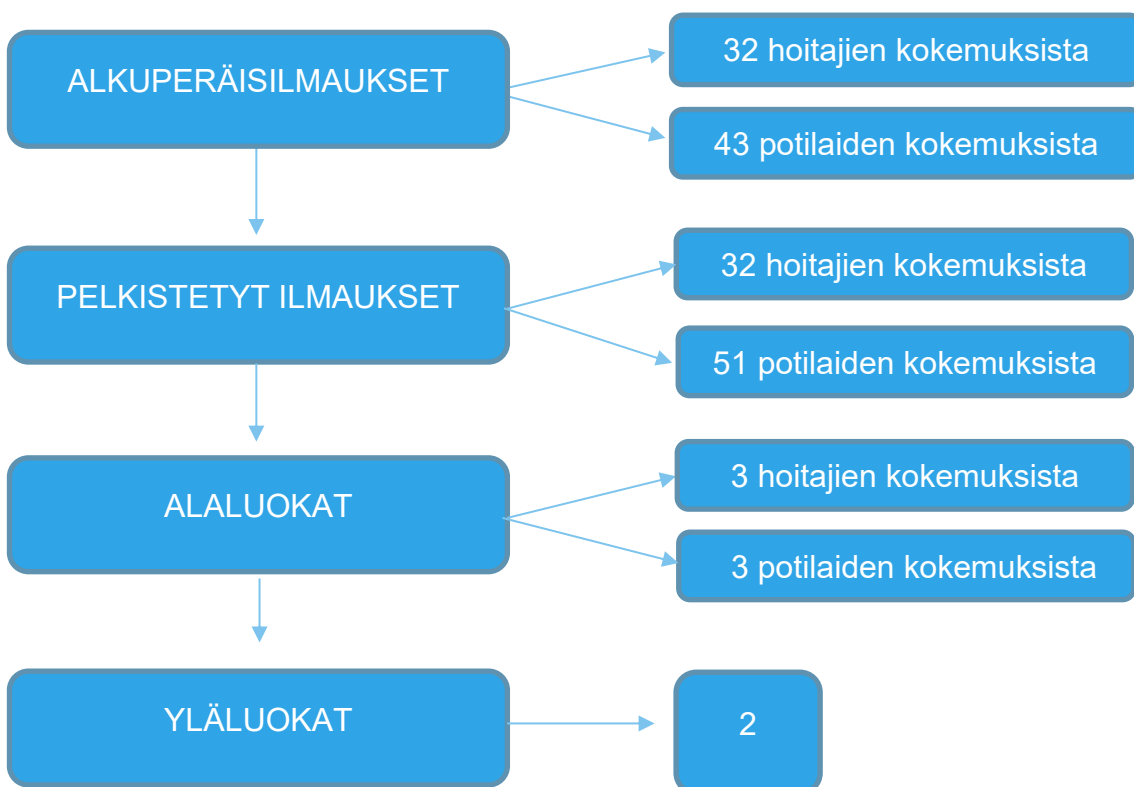 ALKUPERÄISILMAUKSET
32 hoitajien kokemuksista
43 potilaiden kokemuksista
PELKISTETYT ILMAUKSET
32 hoitajien kokemuksista
51 potilaiden kokemuksista
ALALUOKAT
3 hoitajien kokemuksista
3 potilaiden kokemuksista
YLÄLUOKAT
2